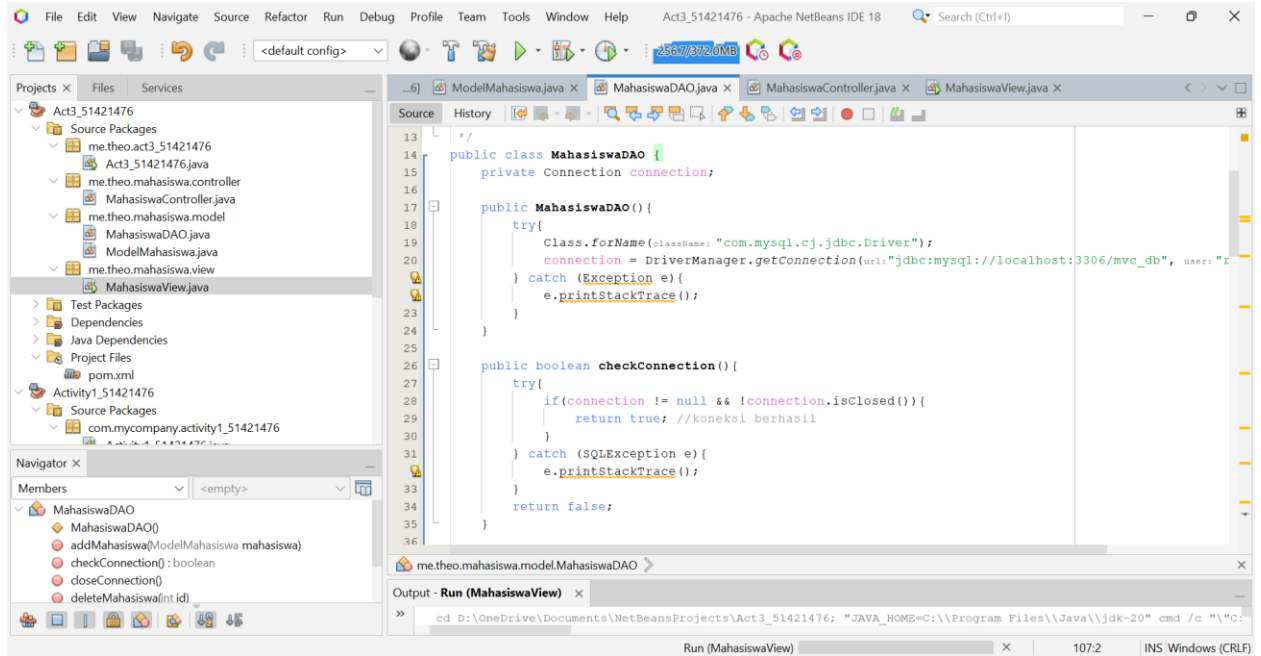 File Edit View Navigate Source Refactor Run Debug Profile Team Tools Window Help Act3_51421476 - Apache NetBeans IDE 18 Search (Ctrl+I)
<default config> 256.7/372.0MB
Projects Files Services
...6] ModelMahasiswa.java MahasiswaDAO.java MahasiswaController.java MahasiswaView.java
Source History
Act3_51421476
Source Packages
me.theo.act3_51421476
Act3_51421476.java
me.theo.mahasiswa.controller
MahasiswaController.java
me.theo.mahasiswa.model
MahasiswaDAO.java
ModelMahasiswa.java
me.theo.mahasiswa.view
MahasiswaView.java
Test Packages
Dependencies
Java Dependencies
Project Files
pom.xml
Activity1_51421476
Source Packages
com.mycompany.activity1_51421476
Activity1_51421476.java
Navigator
Members <empty>
MahasiswaDAO
MahasiswaDAO()
addMahasiswa(ModelMahasiswa mahasiswa)
checkConnection() : boolean
closeConnection()
deleteMahasiswa(int id)
13 */
14 public class MahasiswaDAO {
15 private Connection connection;
16
17 public MahasiswaDAO(){
18 try{
19 Class.forName(className: "com.mysql.cj.jdbc.Driver");
20 connection = DriverManager.getConnection(url:"jdbc:mysql://localhost:3306/mvc_db", user: "r
} catch (Exception e){
e.printStackTrace();
23 }
24 }
25
26 public boolean checkConnection(){
27 try{
28 if(connection != null && !connection.isClosed()){
29 return true; //koneksi berhasil
30 }
31 } catch (SQLException e){
e.printStackTrace();
33 }
34 return false;
35 }
36
me.theo.mahasiswa.model.MahasiswaDAO
Output - Run (MahasiswaView)
cd D:\OneDrive\Documents\NetBeansProjects\Act3_51421476; "JAVA_HOME=C:\\Program Files\\Java\\jdk-20" cmd /c "\"C:
Run (MahasiswaView) 107:2 INS Windows (CRLF)